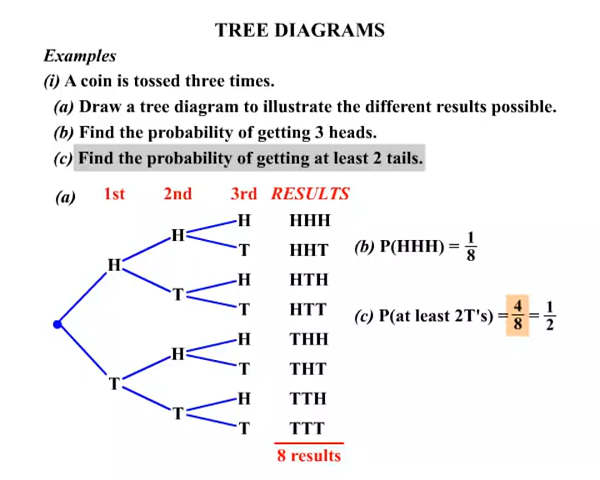 TREE DIAGRAMS
Examples
(i) A coin is tossed three times.
(a) Draw a tree diagram to illustrate the different results possible.
(b) Find the probability of getting 3 heads.
(c) Find the probability of getting at least 2 tails.
(a) 1st 2nd 3rd RESULTS
H HHH
H
T HHT
(b) P(HHH) = 1/8
H
H HTH
T
T HTT
(c) P(at least 2T's) = 4/8 = 1/2
H THH
H
T THT
T
H TTH
T
T TTT
8 results